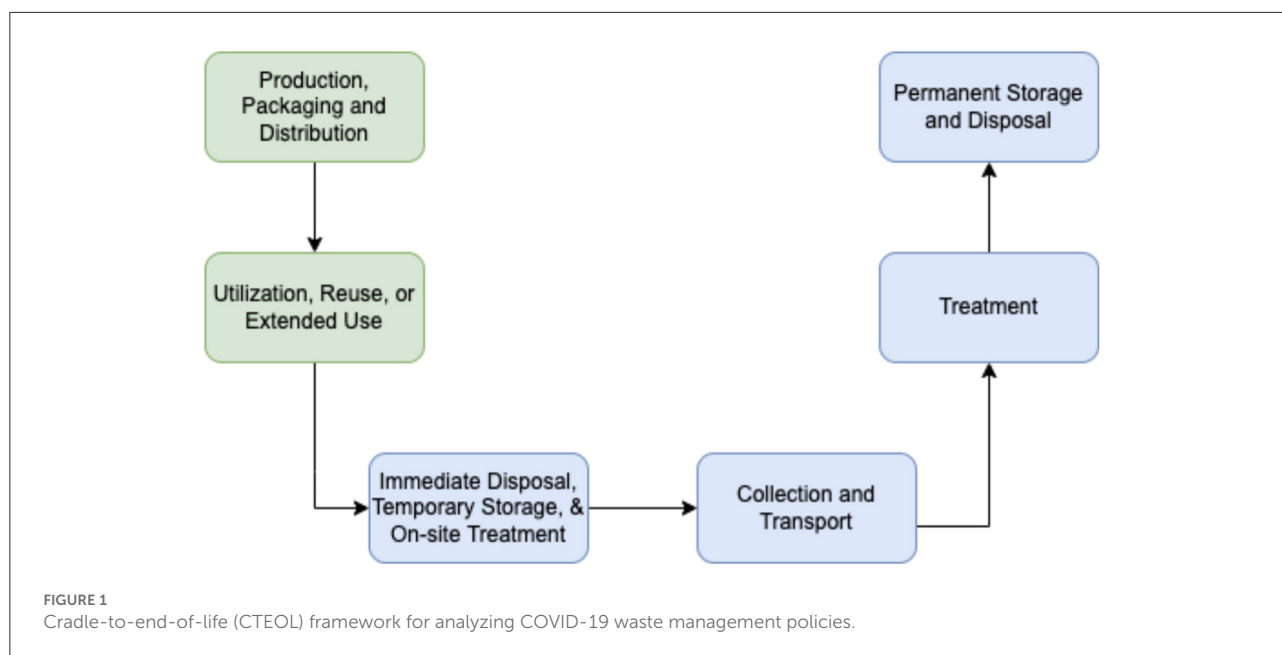 Production,
Packaging and
Distribution
Utilization, Reuse, or
Extended Use
Immediate Disposal,
Temporary Storage, &
On-site Treatment
Collection and
Transport
Treatment
Permanent Storage
and Disposal
FIGURE 1
Cradle-to-end-of-life (CTEOL) framework for analyzing COVID-19 waste management policies.